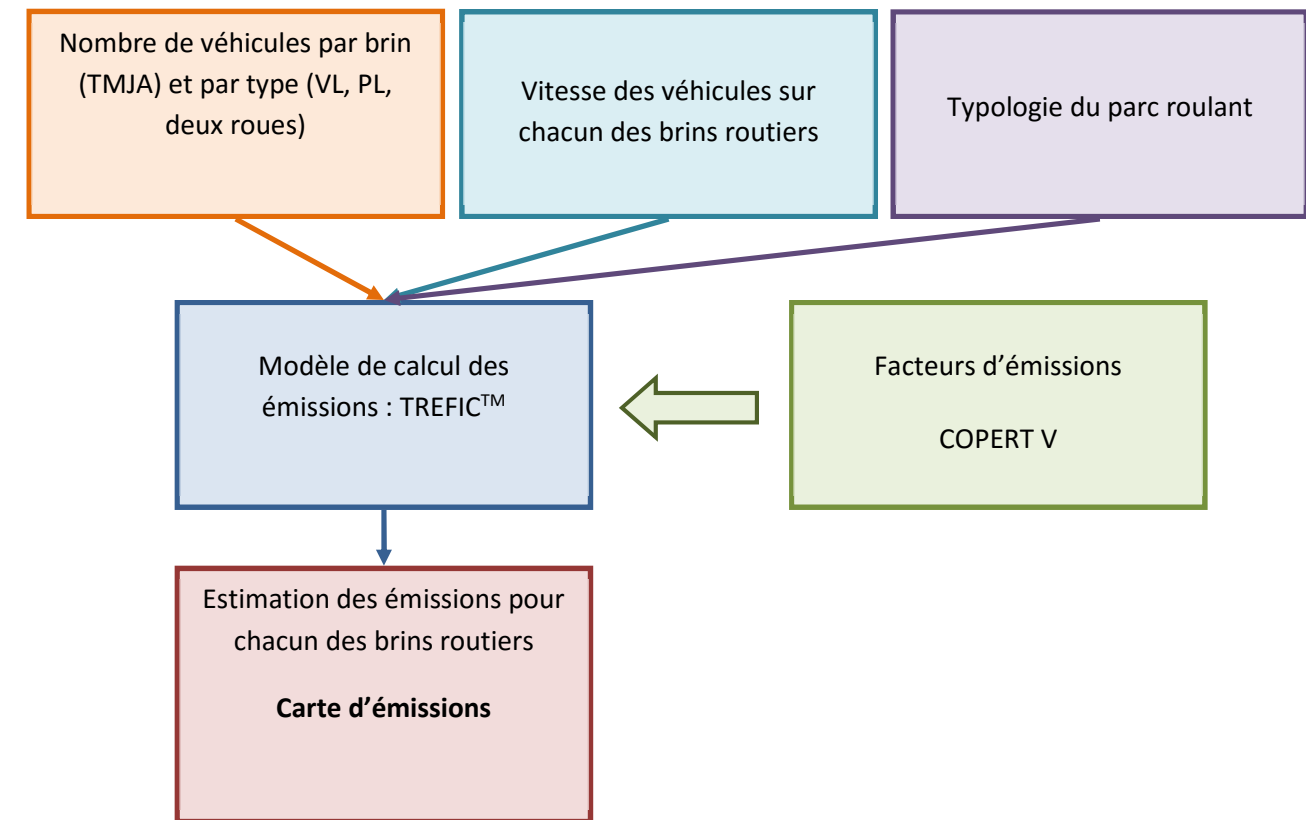 Nombre de véhicules par brin
(TMJA) et par type (VL, PL,
deux roues)
Vitesse des véhicules sur
chacun des brins routiers
Typologie du parc roulant
Modèle de calcul des
émissions : TREFIC™
Facteurs d’émissions
COPERT V
Estimation des émissions pour
chacun des brins routiers
Carte d’émissions